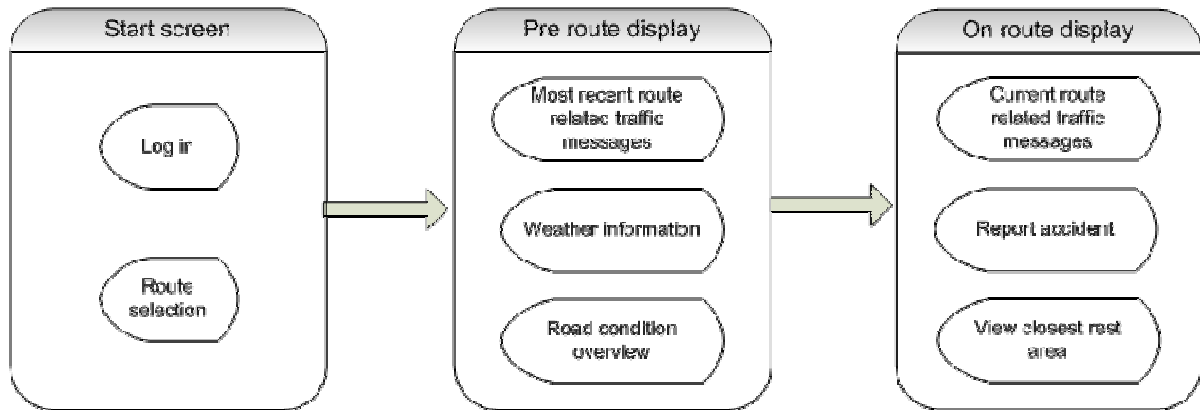 Start screen
Log in
Route
selection
Pre route display
Most recent route
related traffic
messages
Weather information
Road condition
overview
On route display
Current route
related traffic
messages
Report accident
View closest rest
area